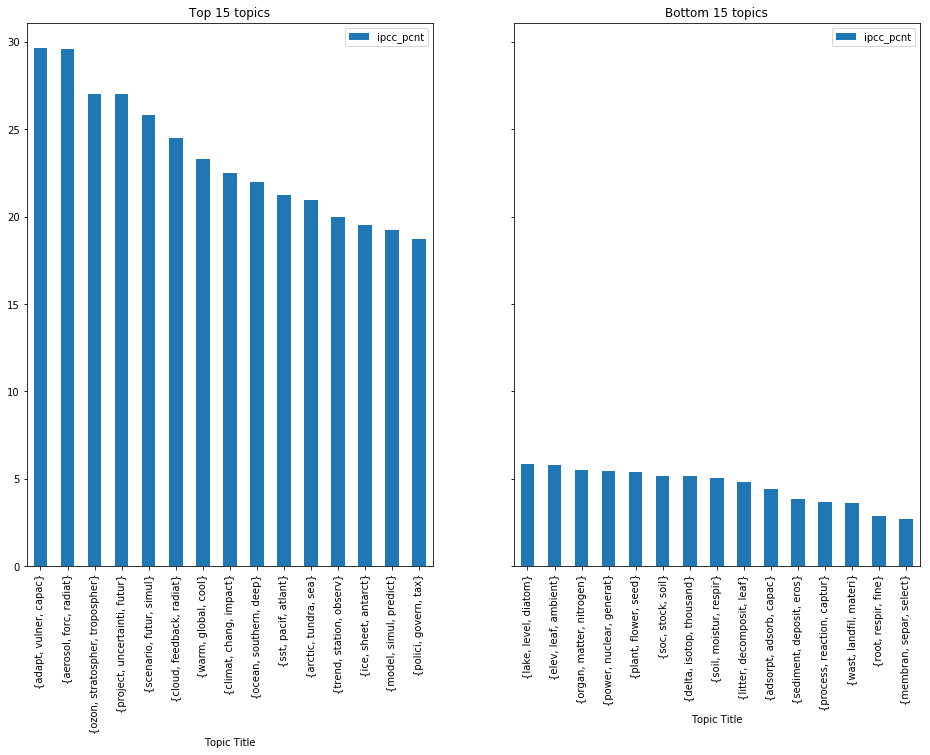 Top 15 topics
ipcc_pcnt
30
25
20
15
10
5
0
{adapt, vulner, capac}
{aerosol, forc, radiat}
{ozon, stratospher, tropospher}
{project, uncertainti, futur}
{scenario, futur, simul}
{cloud, feedback, radiat}
{warm, global, cool}
{climat, chang, impact}
{ocean, southern, deep}
{sst, pacif, atlant}
{arctic, tundra, sea}
{trend, station, observ}
{ice, sheet, antarct}
{model, simul, predict}
{polici, govern, tax}
Topic Title
Bottom 15 topics
ipcc_pcnt
{lake, level, diatom}
{elev, leaf, ambient}
{organ, matter, nitrogen}
{power, nuclear, generat}
{plant, flower, seed}
{soc, stock, soil}
{delta, isotop, thousand}
{soil, moistur, respir}
{litter, decomposit, leaf}
{adsorpt, adsorb, capac}
{sediment, deposit, eros}
{process, reaction, captur}
{wast, landfil, materi}
{root, respir, fine}
{membran, separ, select}
Topic Title